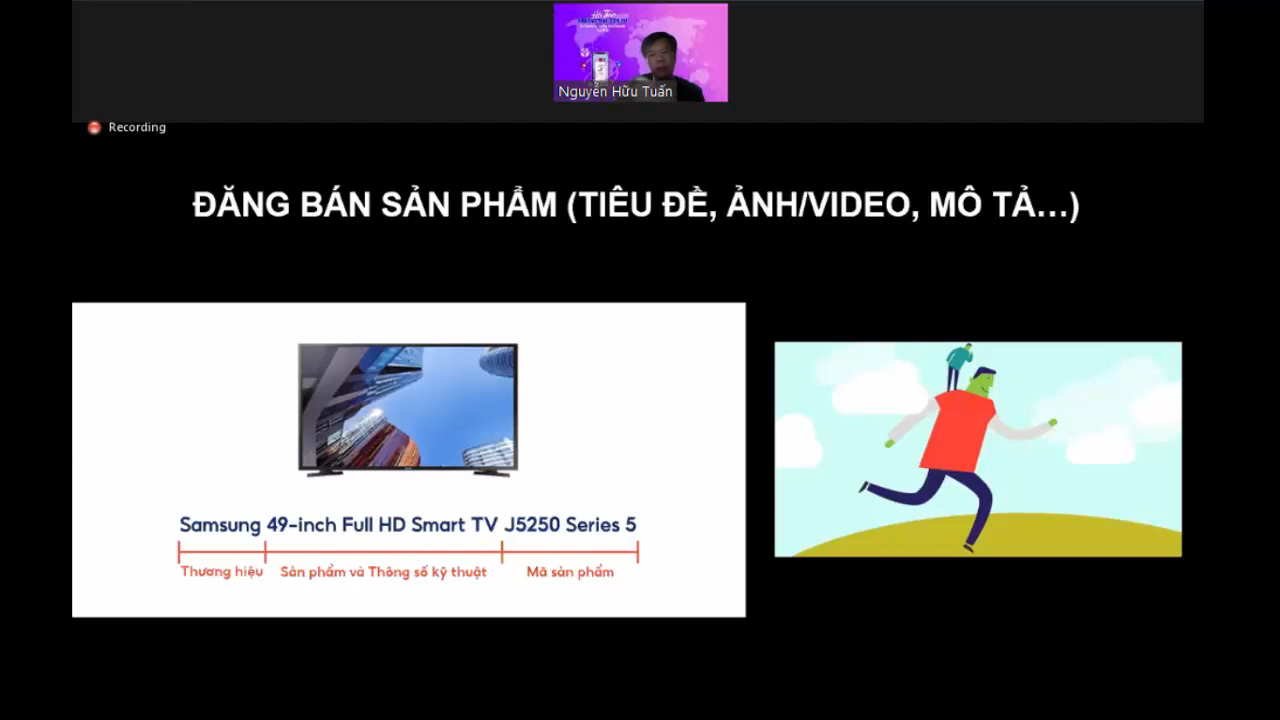 Nguyễn Hữu Tuấn
Recording
ĐĂNG BÁN SẢN PHẨM (TIÊU ĐỀ, ẢNH/VIDEO, MÔ TẢ...)
Samsung 49-inch Full HD Smart TV J5250 Series 5
Thương hiệu Sản phẩm và Thông số kỹ thuật Mã sản phẩm